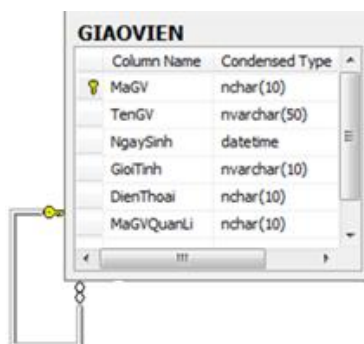 GIAOVIEN
Column Name Condensed Type
MaGV nchar(10)
TenGV nvarchar(50)
NgaySinh datetime
GioiTinh nvarchar(10)
DienThoai nchar(10)
MaGVQuanLi nchar(10)